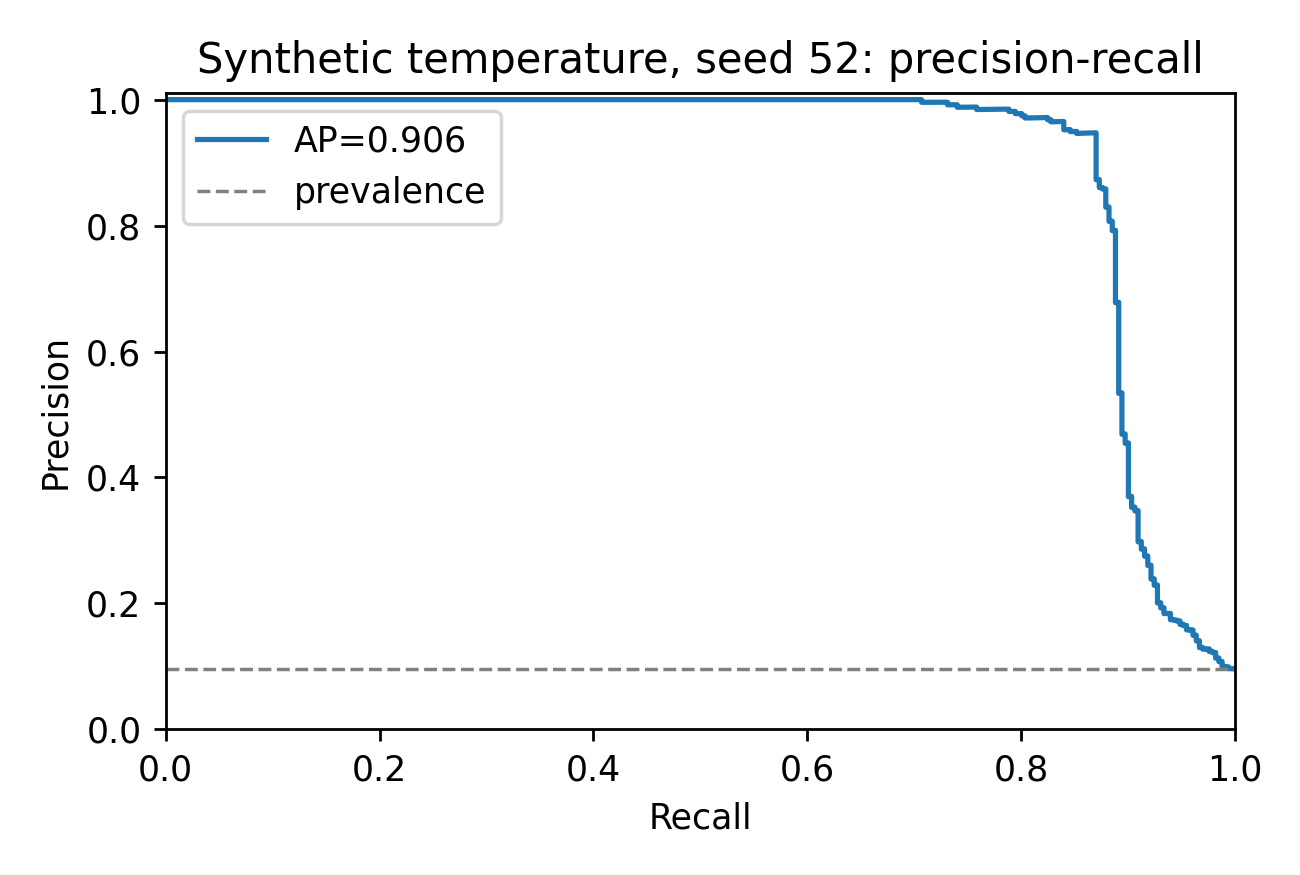 Synthetic temperature, seed 52: precision-recall
AP=0.906
prevalence
Precision
1.0
0.8
0.6
0.4
0.2
0.0
0.0 0.2 0.4 0.6 0.8 1.0
Recall